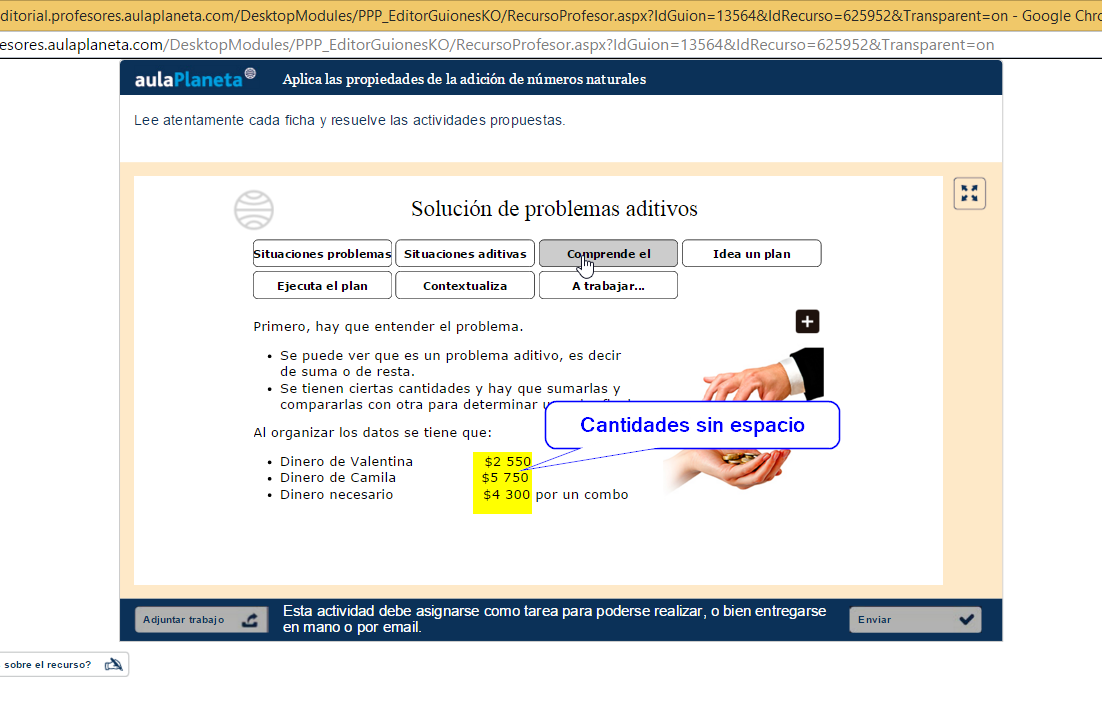 ditorial.profesores.aulaplaneta.com/DesktopModules/PPP_EditorGuionesKO/RecursoProfesor.aspx?IdGuion=13564&IdRecurso=625952&Transparent=on - Google Chro
esores.aulaplaneta.com/DesktopModules/PPP_EditorGuionesKO/RecursoProfesor.aspx?IdGuion=13564&IdRecurso=625952&Transparent=on
aulaPlaneta Aplica las propiedades de la adición de números naturales
Lee atentamente cada ficha y resuelve las actividades propuestas.
Solución de problemas aditivos
Situaciones problemas Situaciones aditivas Comprende el Idea un plan
Ejecuta el plan Contextualiza A trabajar...
Primero, hay que entender el problema.
• Se puede ver que es un problema aditivo, es decir
de suma o de resta.
• Se tienen ciertas cantidades y hay que sumarlas y
compararlas con otra para determinar
Cantidades sin espacio
Al organizar los datos se tiene que:
• Dinero de Valentina $2 550
• Dinero de Camila $5 750
• Dinero necesario $4 300 por un combo
Adjuntar trabajo
Esta actividad debe asignarse como tarea para poderse realizar, o bien entregarse
en mano o por email.
Enviar
sobre el recurso?